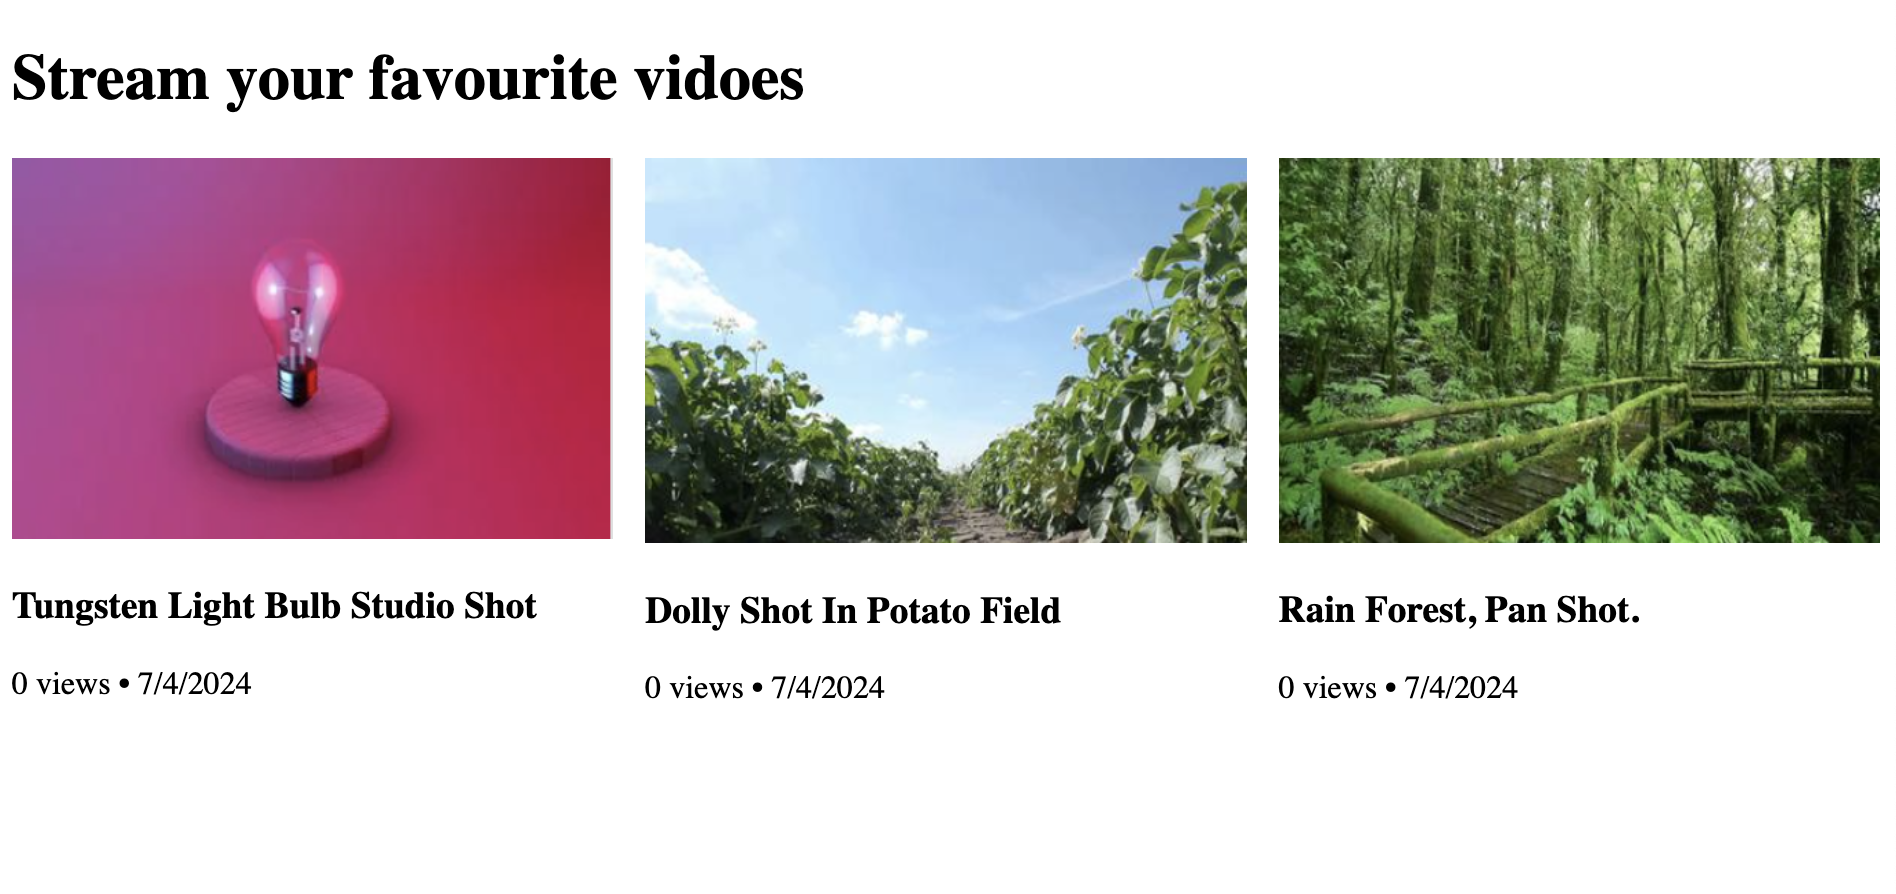 Stream your favourite vidoes
Tungsten Light Bulb Studio Shot
0 views • 7/4/2024
Dolly Shot In Potato Field
0 views • 7/4/2024
Rain Forest, Pan Shot.
0 views • 7/4/2024